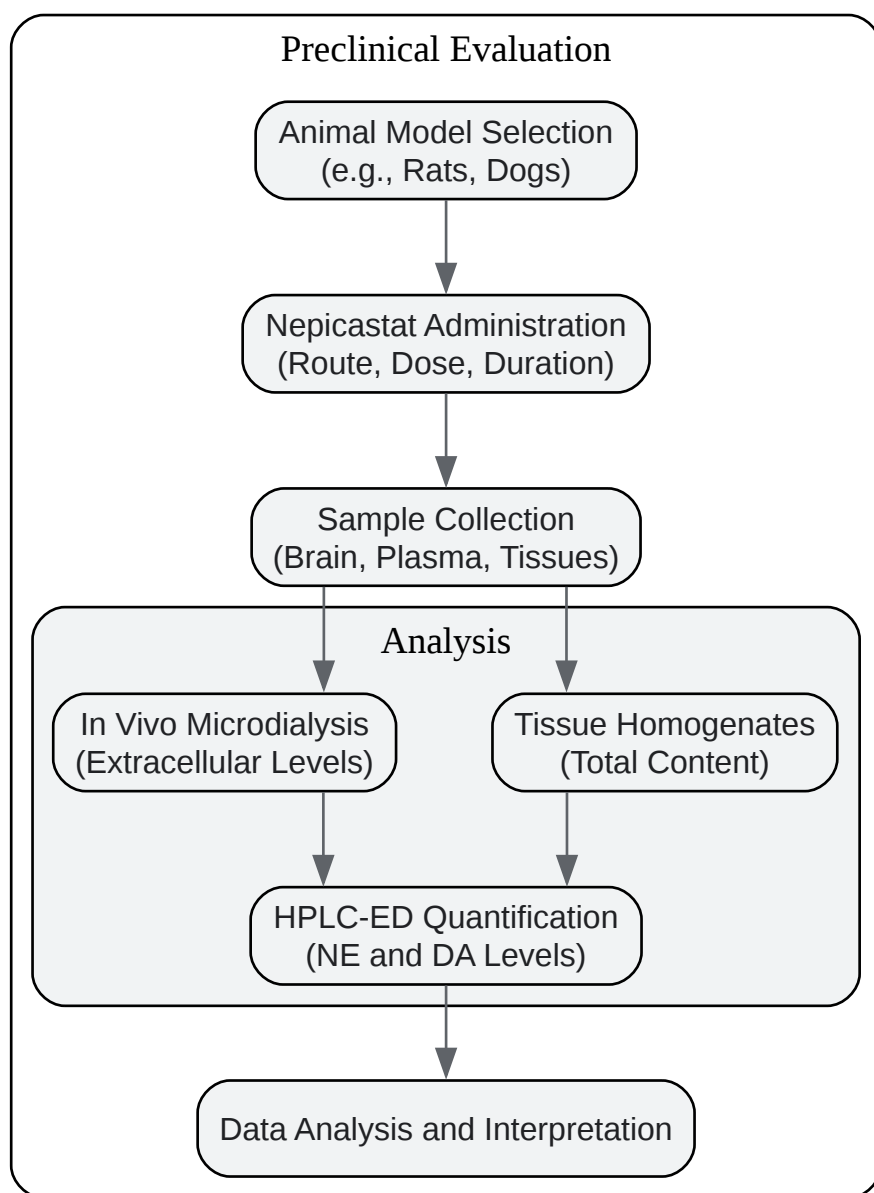 Preclinical Evaluation
Animal Model Selection
(e.g., Rats, Dogs)
Nepicastat Administration
(Route, Dose, Duration)
Sample Collection
(Brain, Plasma, Tissues)
Analysis
In Vivo Microdialysis
(Extracellular Levels)
Tissue Homogenates
(Total Content)
HPLC-ED Quantification
(NE and DA Levels)
Data Analysis and Interpretation